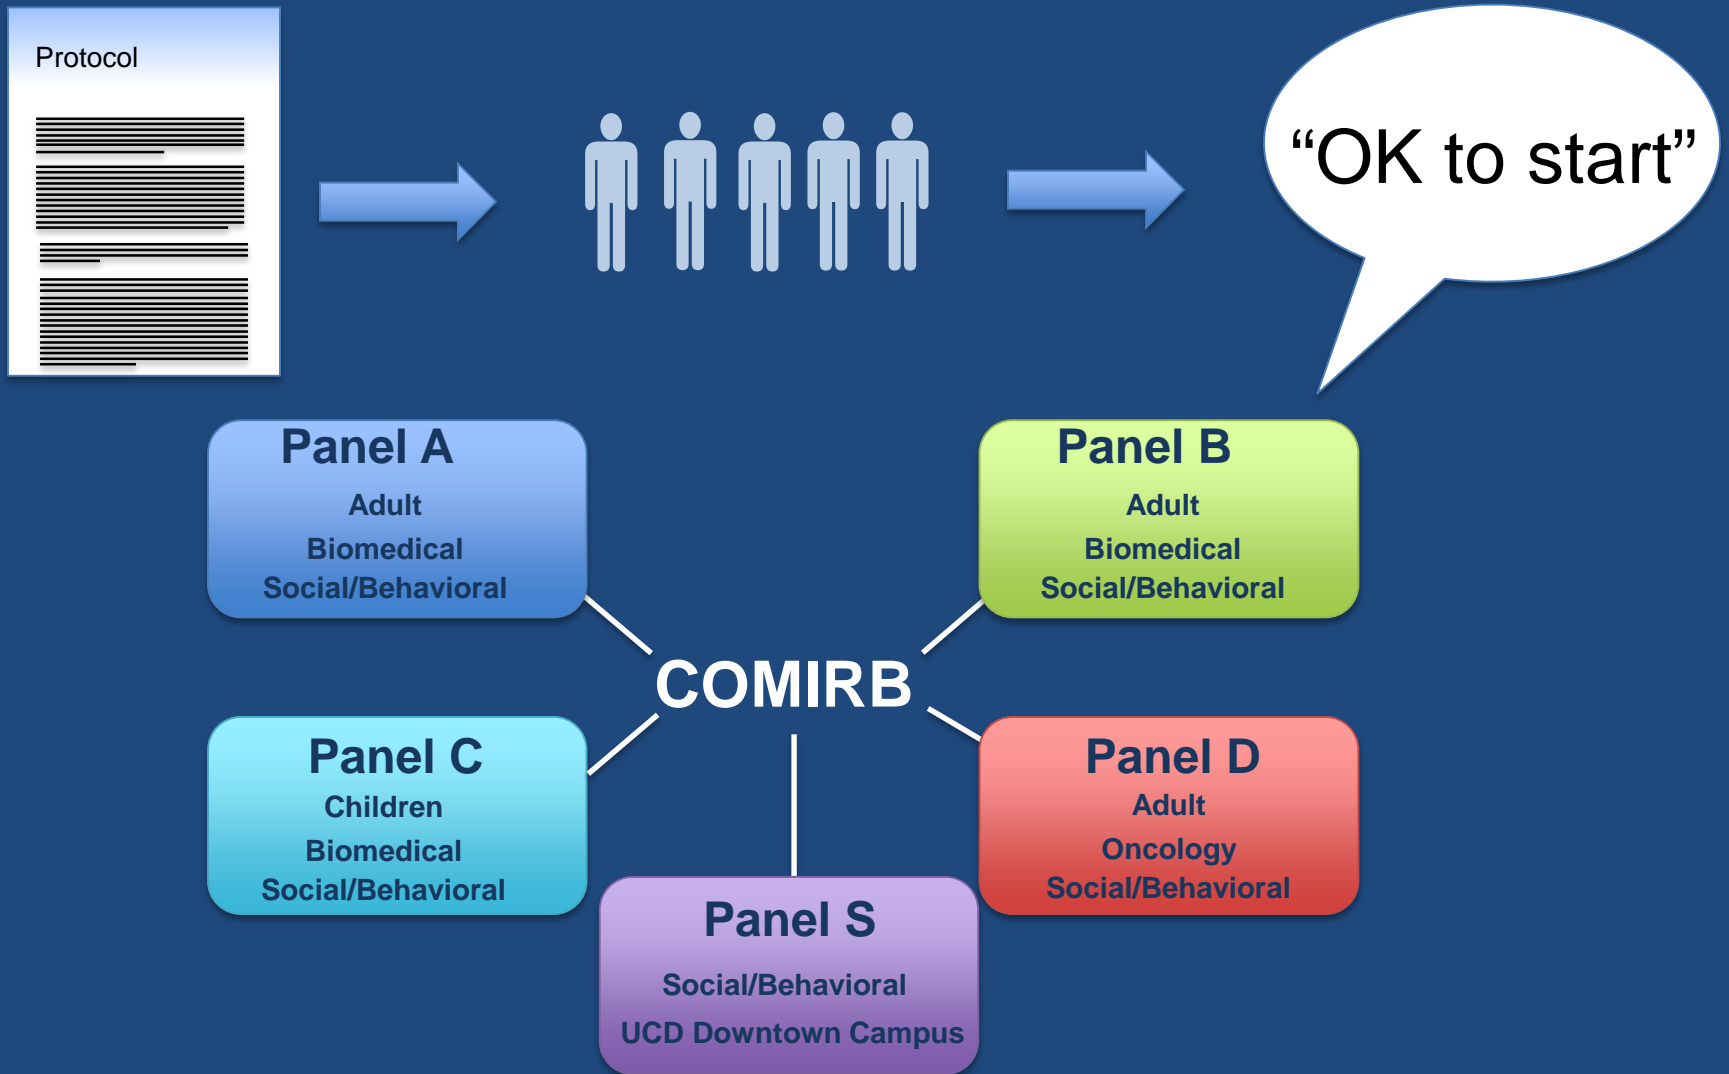 Protocol
“OK to start”
Panel A
Adult
Biomedical
Social/Behavioral
Panel B
Adult
Biomedical
Social/Behavioral
COMIRB
Panel C
Children
Biomedical
Social/Behavioral
Panel D
Adult
Oncology
Social/Behavioral
Panel S
Social/Behavioral
UCD Downtown Campus